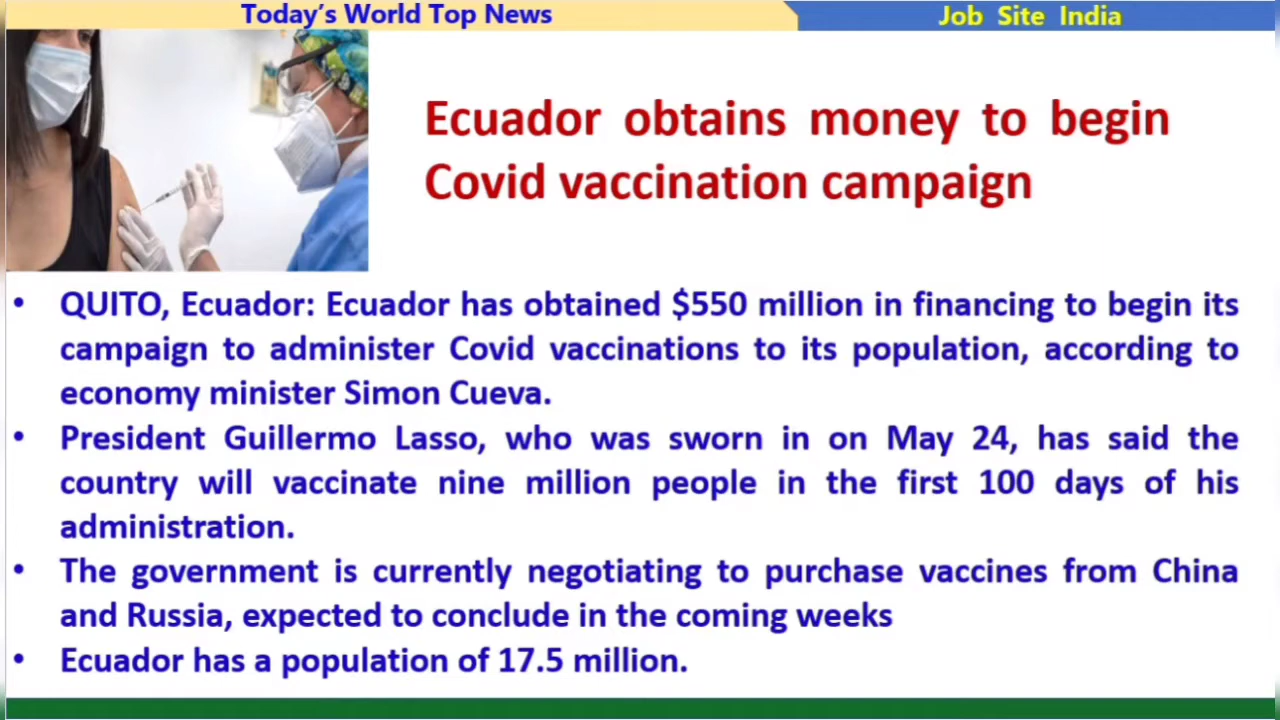 Today's World Top News
Job Site India
Ecuador obtains money to begin
Covid vaccination campaign
• QUITO, Ecuador: Ecuador has obtained $550 million in financing to begin its
campaign to administer Covid vaccinations to its population, according to
economy minister Simon Cueva.
• President Guillermo Lasso, who was sworn in on May 24, has said the
country will vaccinate nine million people in the first 100 days of his
administration.
• The government is currently negotiating to purchase vaccines from China
and Russia, expected to conclude in the coming weeks
• Ecuador has a population of 17.5 million.